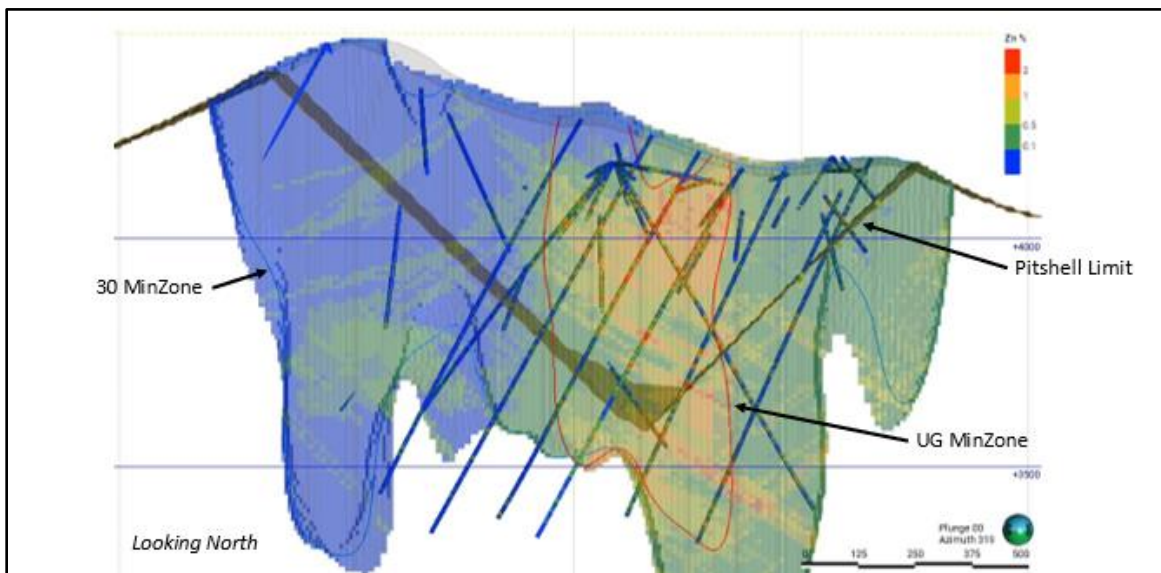 Zn %
2
1
0.5
0.1
+4000
30 MinZone
Pitshell Limit
UG MinZone
+3500
Looking North
Plunge 00
Azimuth 319
0 125 250 375 500